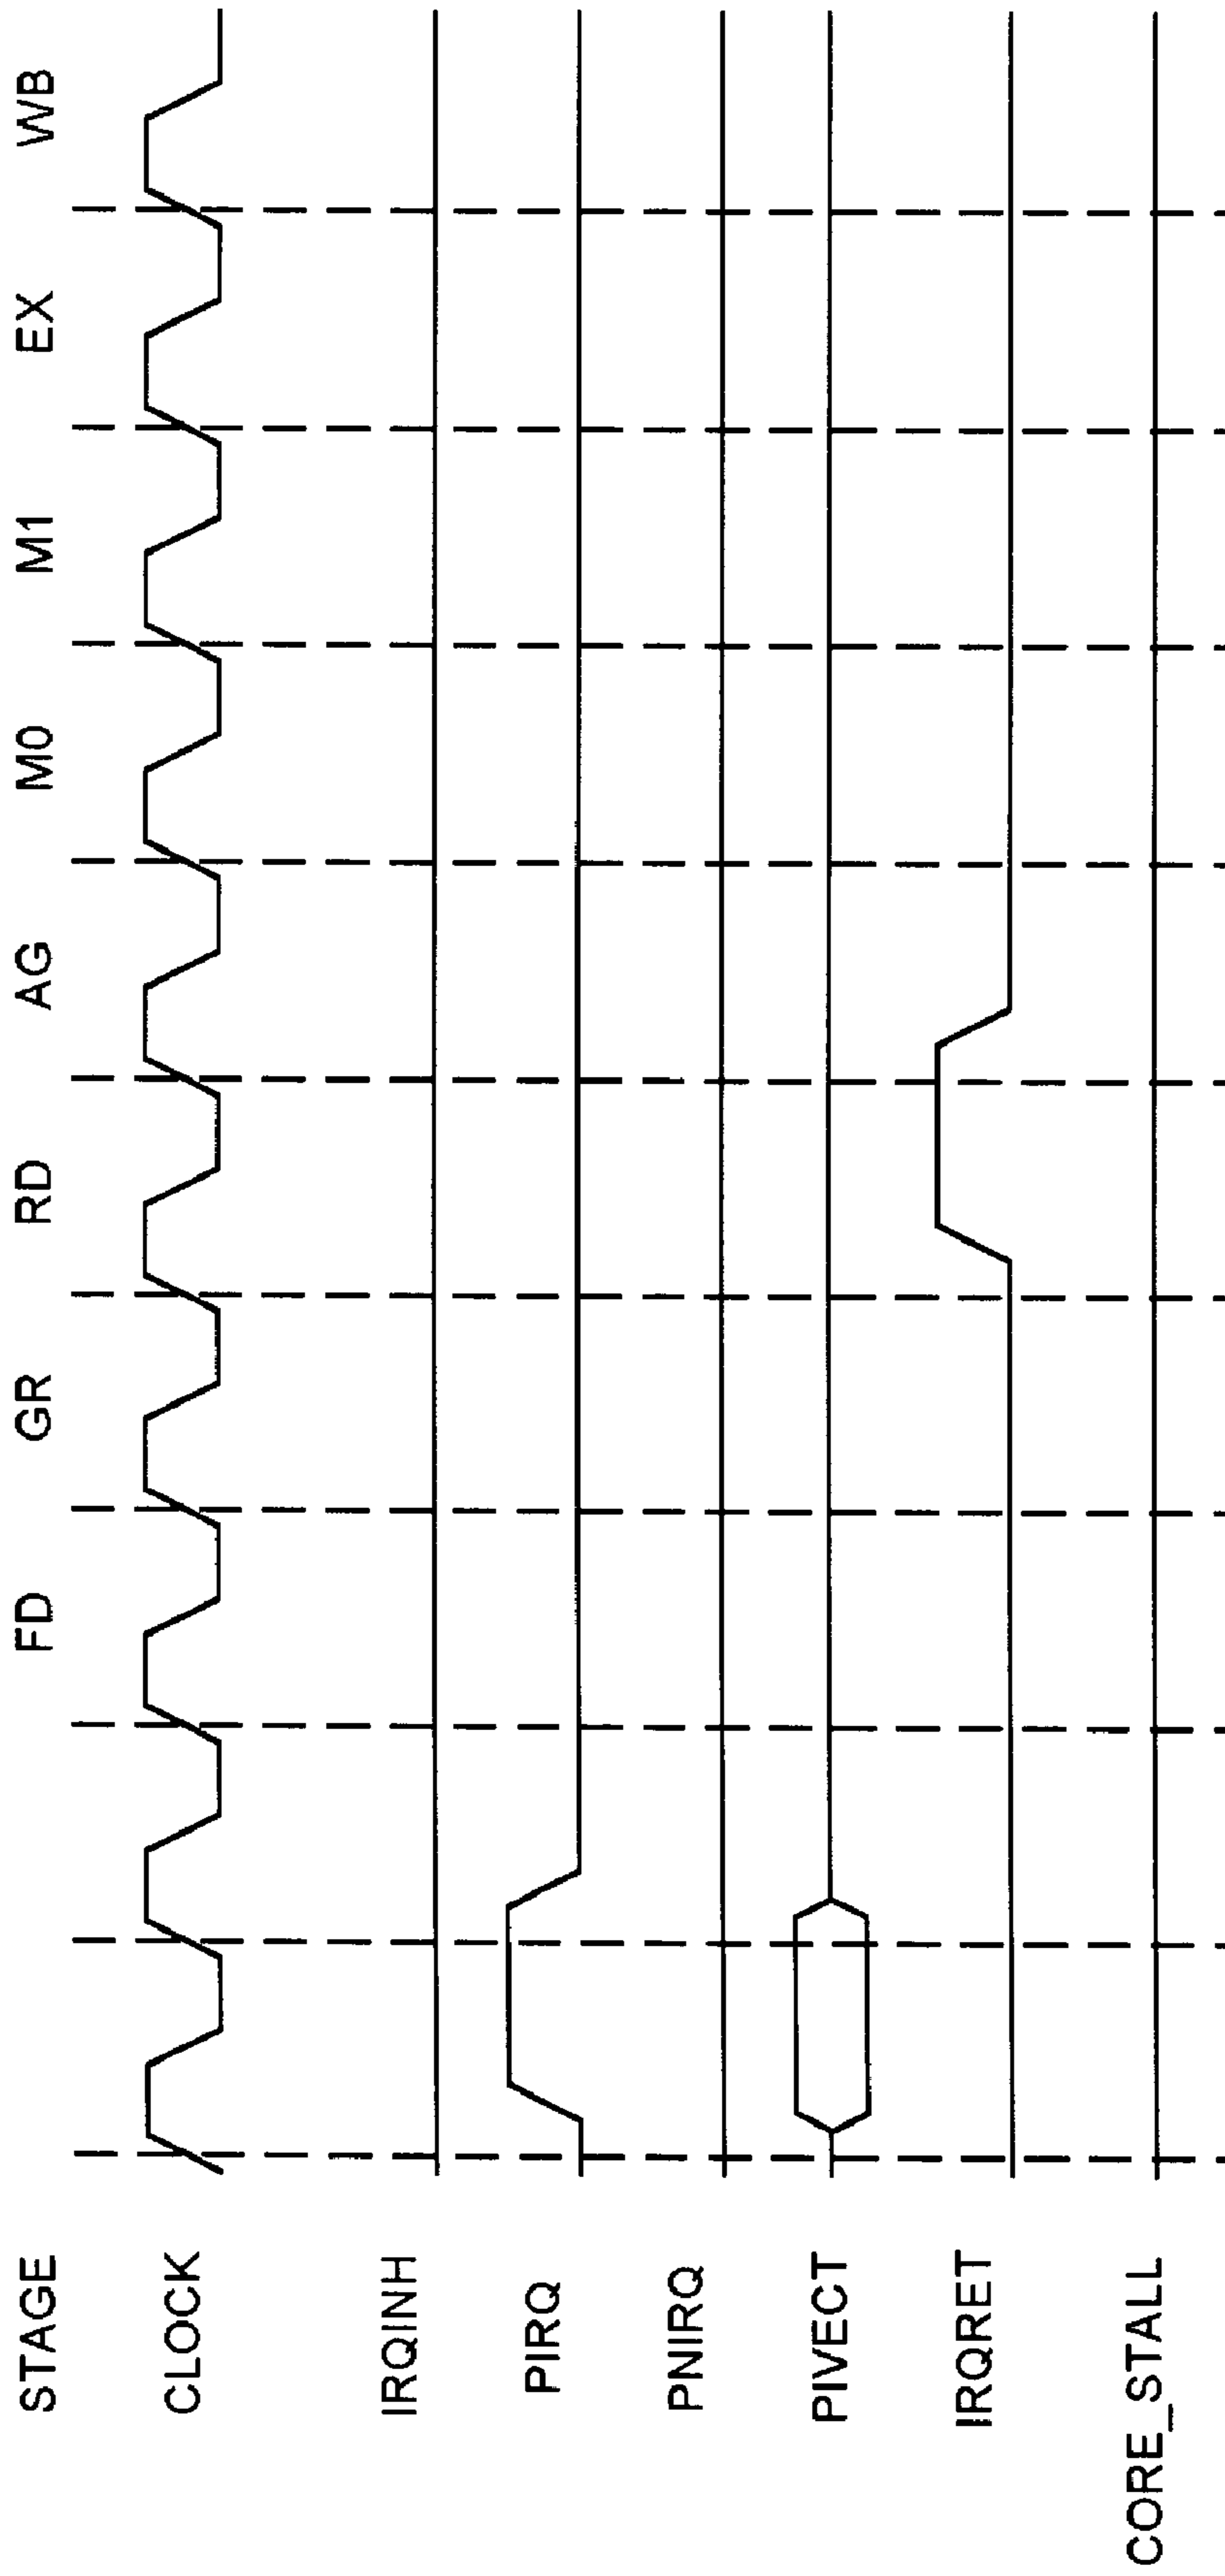 STAGE FD GR RD AG M0 M1 EX WB
CLOCK
IRQINH
PIRQ
PNIRQ
PIVECT
IRQRET
CORE_STALL